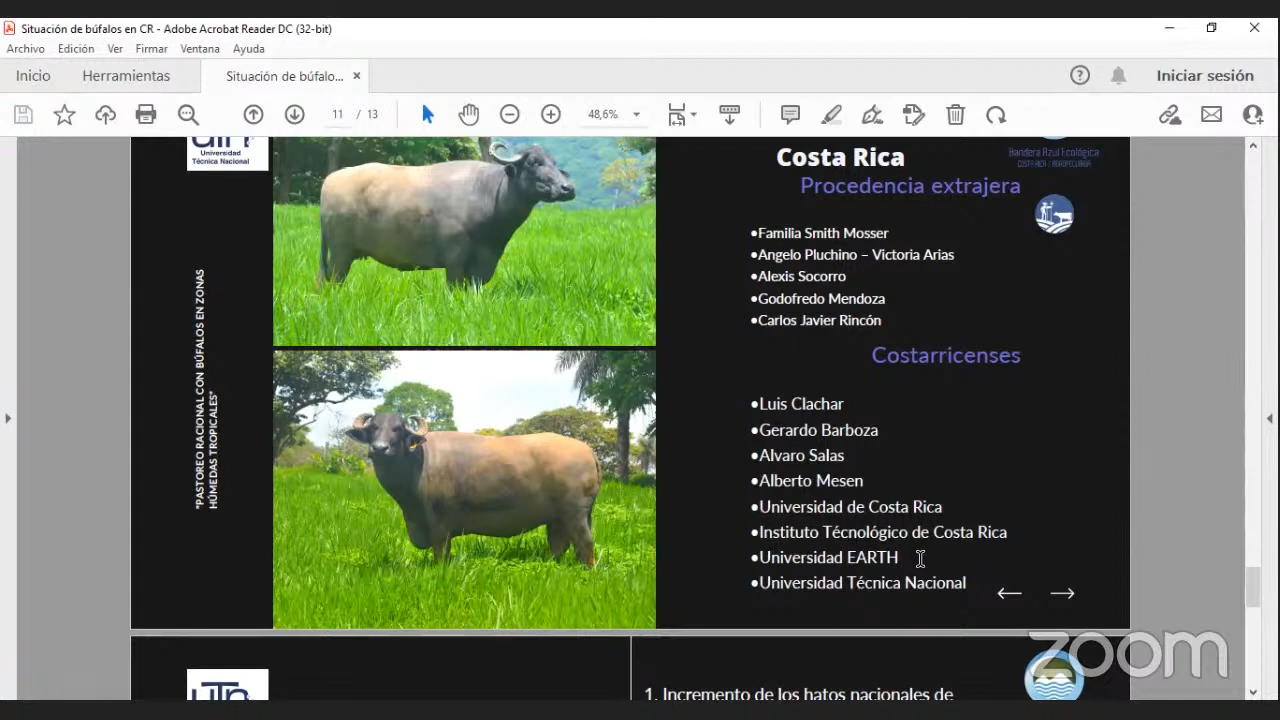 Situación de búfalos en CR - Adobe Acrobat Reader DC (32-bit)
Archivo Edición Ver Firmar Ventana Ayuda
Inicio Herramientas Situación de búfalo... × Iniciar sesión
11 / 13 48,6%
Universidad
Técnica Nacional
"PASTOREO RACIONAL CON BÚFALOS EN ZONAS
HÚMEDAS TROPICALES"
Costa Rica
Bandera Azul Ecológica
COSTA RICA / AGROPECUARIA
Procedencia extrajera
•Familia Smith Mosser
•Angelo Pluchino – Victoria Arias
•Alexis Socorro
•Godofredo Mendoza
•Carlos Javier Rincón
Costarricenses
•Luis Clachar
•Gerardo Barboza
•Alvaro Salas
•Alberto Mesen
•Universidad de Costa Rica
•Instituto Técnológico de Costa Rica
•Universidad EARTH
•Universidad Técnica Nacional
zoom
1. Incremento de los hatos nacionales de